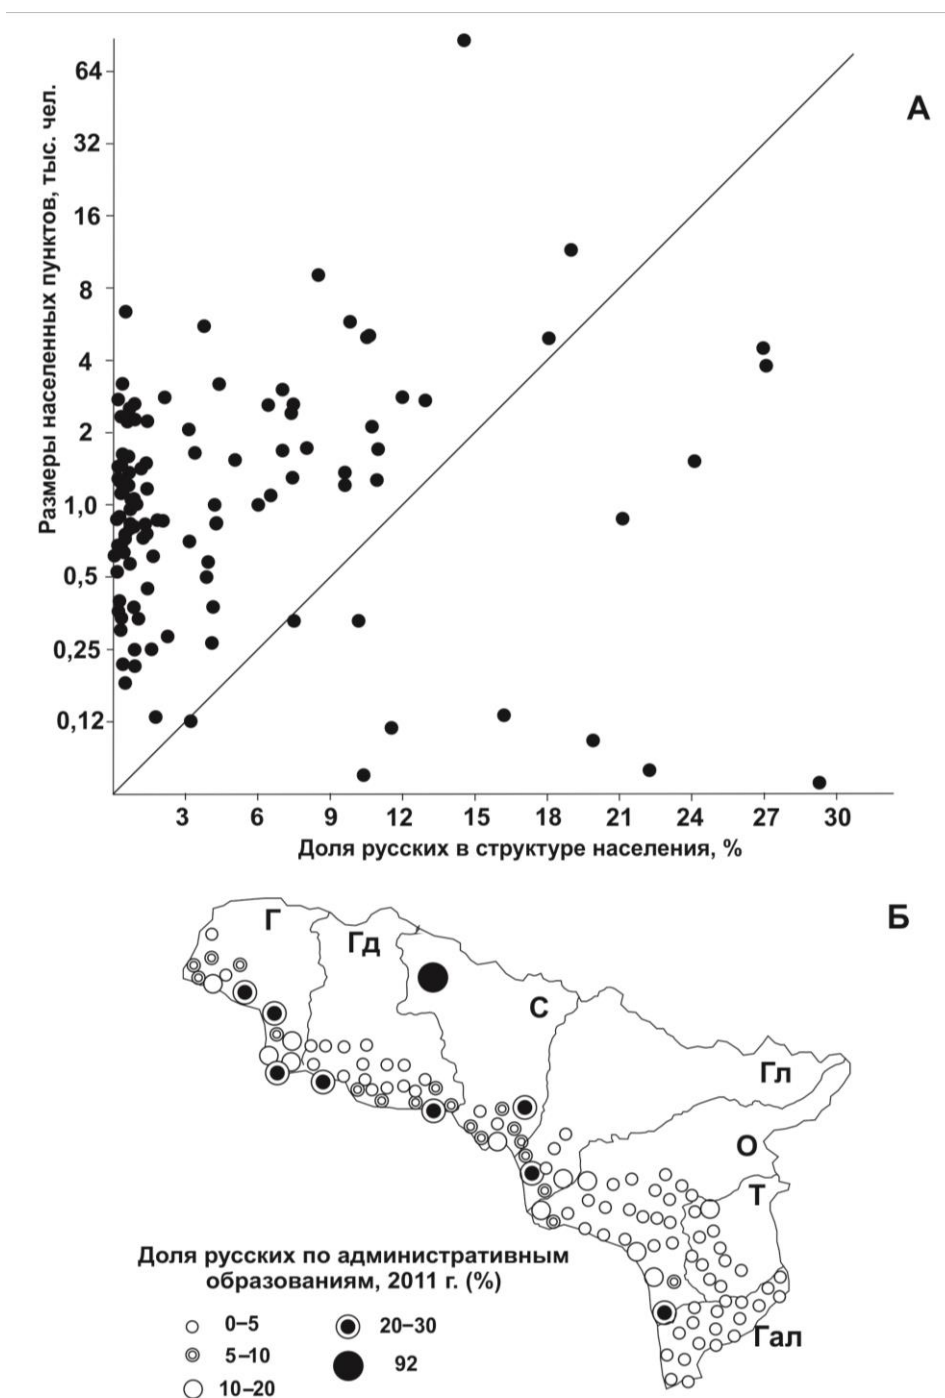 А
Размеры населенных пунктов, тыс. чел.
64
32
16
8
4
2
1,0
0,5
0,25
0,12
3 6 9 12 15 18 21 24 27 30
Доля русских в структуре населения, %
Б
Г
Гд
С
Гл
О
Т
Гал
Доля русских по административным
образованиям, 2011 г. (%)
0–5
5–10
10–20
20–30
92